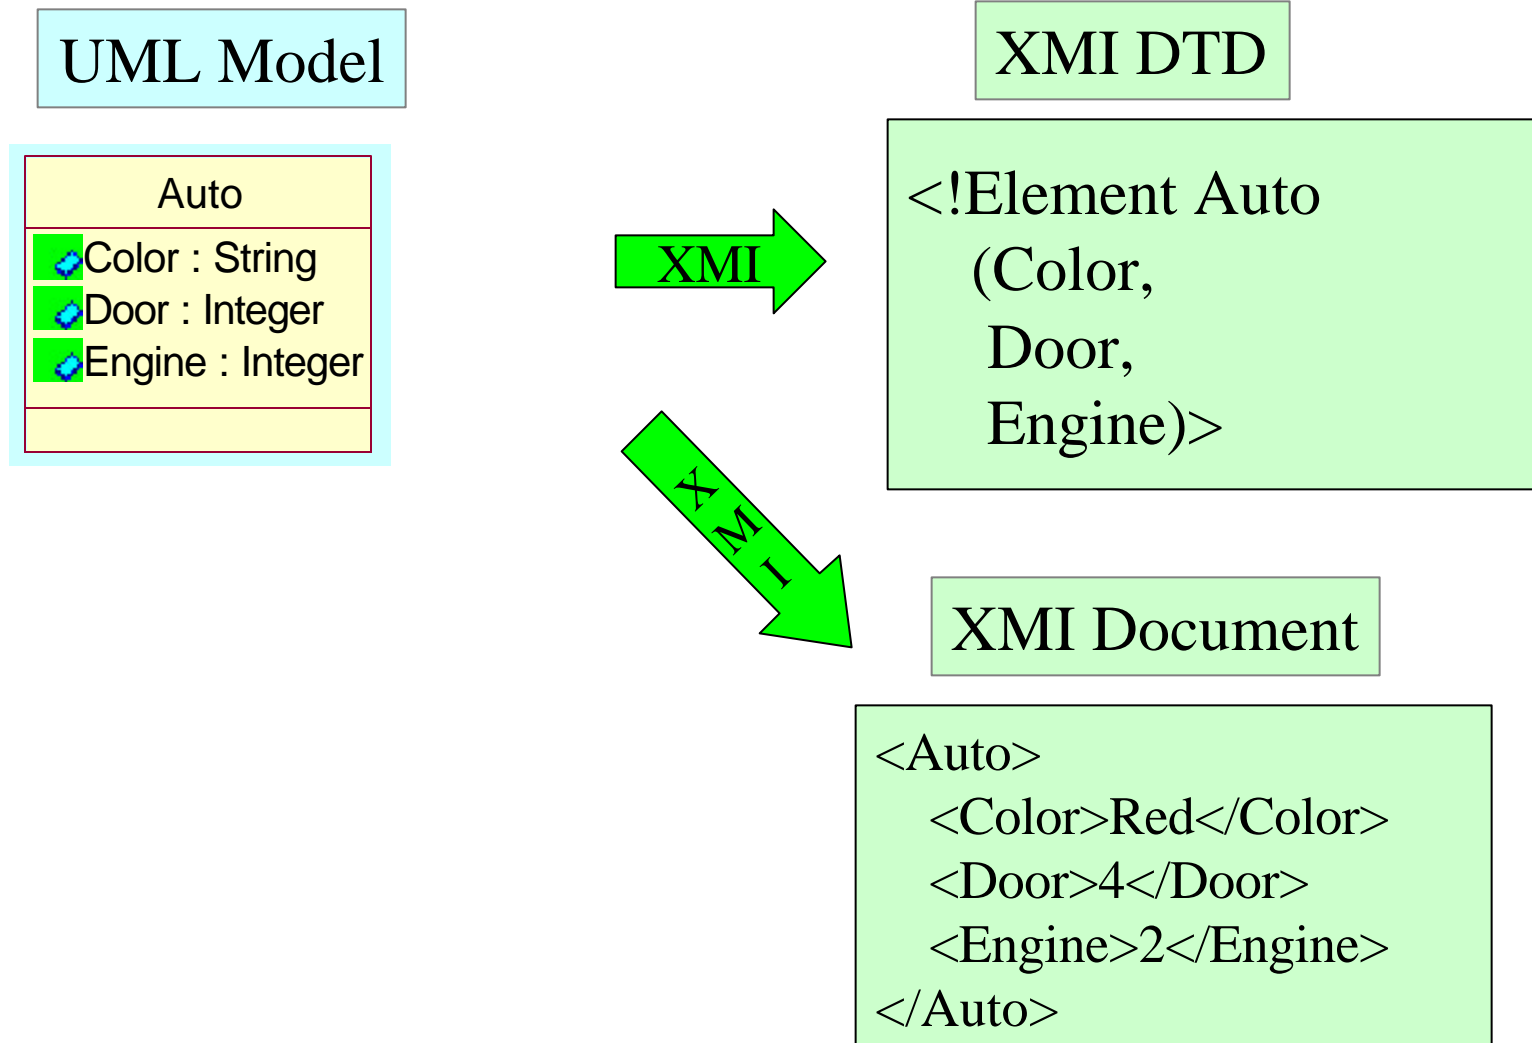 UML Model
Auto
Color : String
Door : Integer
Engine : Integer
XMI
XMI
XMI DTD
<!Element Auto
(Color,
Door,
Engine)>
XMI Document
<Auto>
<Color>Red</Color>
<Door>4</Door>
<Engine>2</Engine>
</Auto>